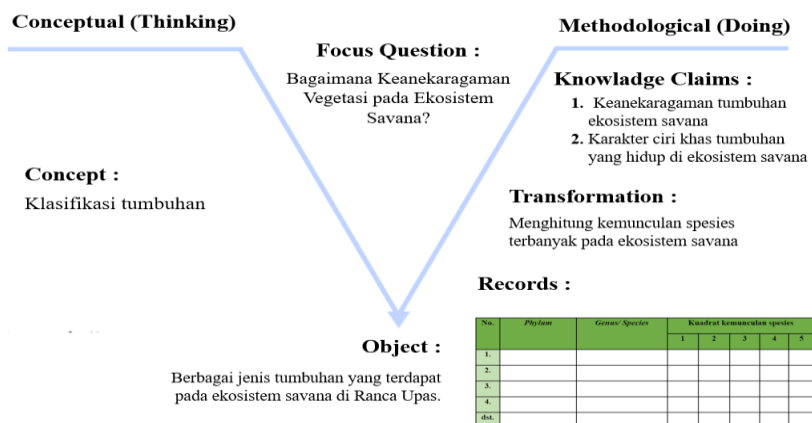 Conceptual (Thinking)
Methodological (Doing)
Focus Question :
Bagaimana Keanekaragaman
Vegetasi pada Ekosistem
Savana?
Knowladge Claims :
1. Keanekaragaman tumbuhan
ekosistem savana
2. Karakter ciri khas tumbuhan
yang hidup di ekosistem savana
Concept :
Klasifikasi tumbuhan
Transformation :
Menghitung kemunculan spesies
terbanyak pada ekosistem savana
Records :
No. Phylum Genus/ Species Kuadrat kemunculan spesies
1 2 3 4 5
1.
2.
3.
4.
dst.
Object :
Berbagai jenis tumbuhan yang terdapat
pada ekosistem savana di Ranca Upas.